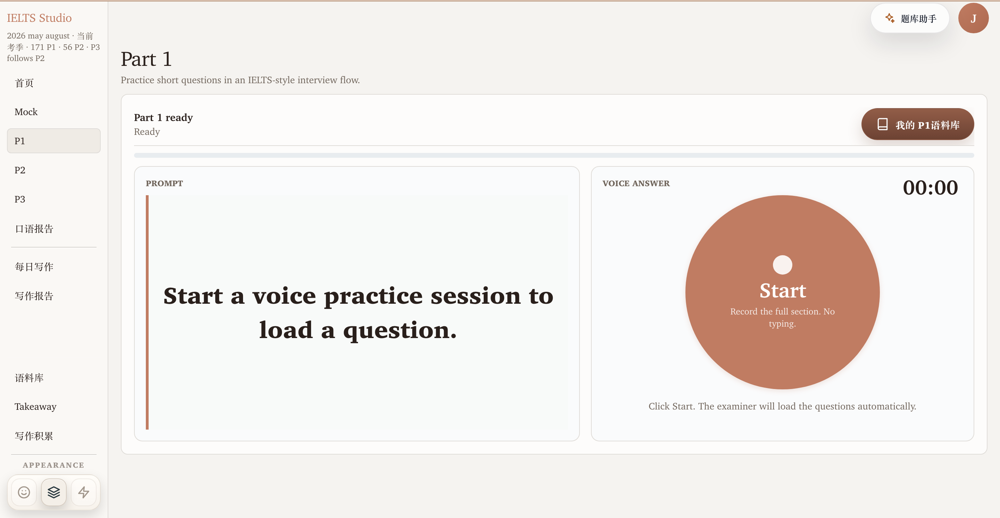 IELTS Studio
2026 may august · 当前
考季 · 171 P1 · 56 P2 · P3
follows P2
首页
Mock
P1
P2
P3
口语报告
每日写作
写作报告
语料库
Takeaway
写作积累
APPEARANCE
题库助手
J
Part 1
Practice short questions in an IELTS-style interview flow.
Part 1 ready
Ready
我的 P1语料库
PROMPT
Start a voice practice session to
load a question.
VOICE ANSWER
00:00
Start
Record the full section. No
typing.
Click Start. The examiner will load the questions automatically.